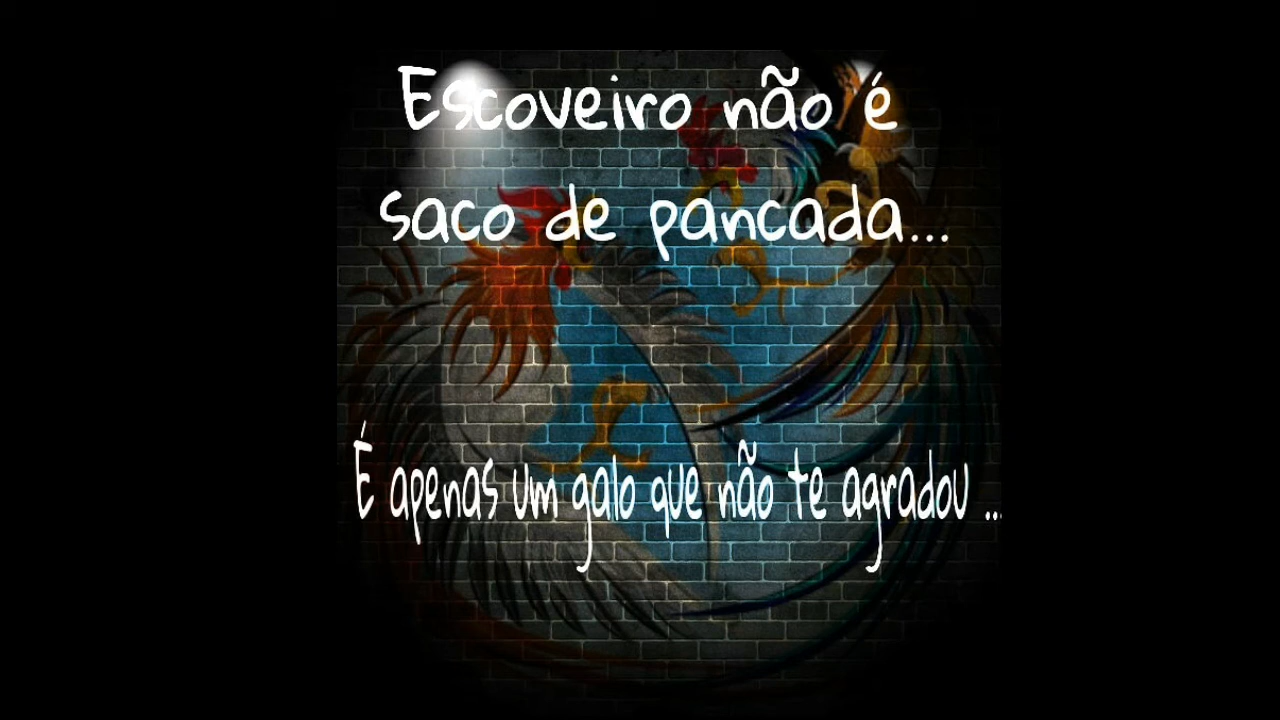 Escoveiro não é
saco de pancada...
É apenas um galo que não te agradou ...